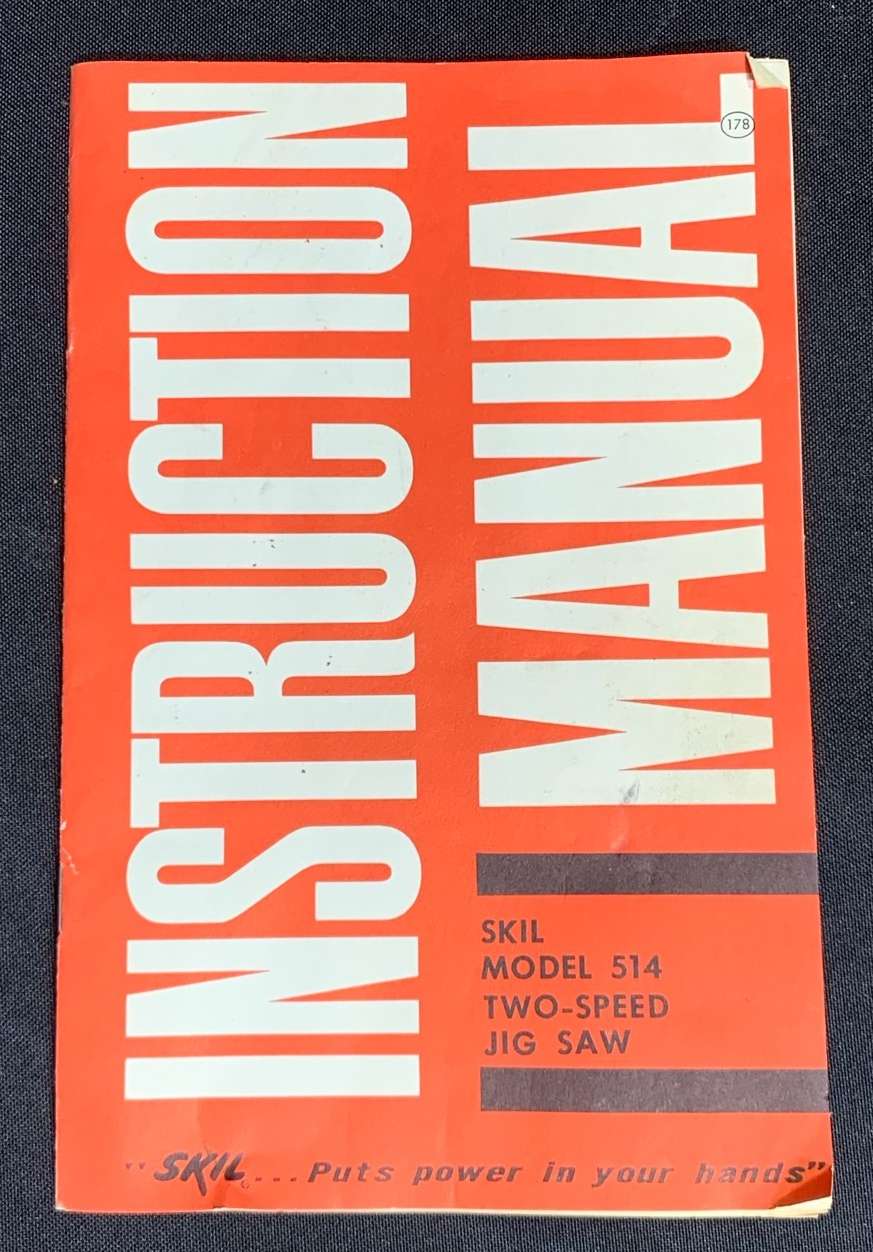 INSTRUCTION
MANUAL
178
SKIL
MODEL 514
TWO-SPEED
JIG SAW
"SKIL....Puts power in your hands"